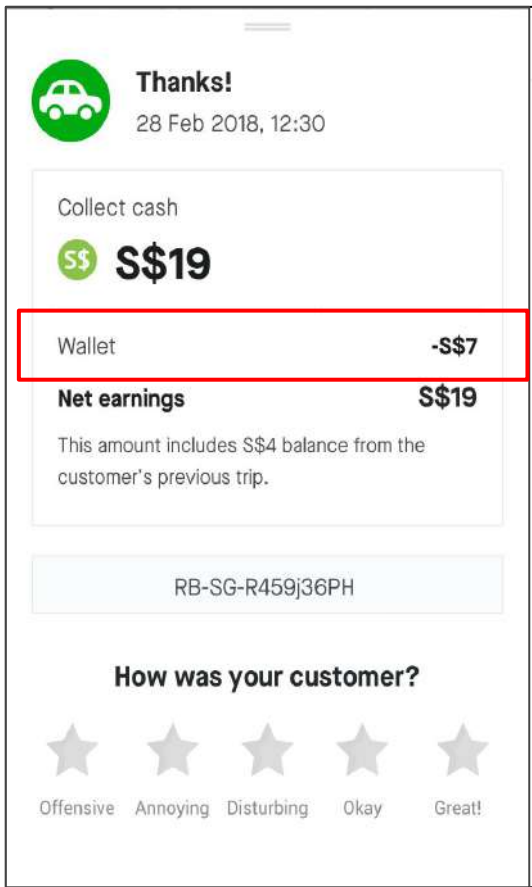 Thanks!
28 Feb 2018, 12:30
Collect cash
S$ S$19
Wallet -S$7
Net earnings S$19
This amount includes S$4 balance from the
customer's previous trip.
RB-SG-R459j36PH
How was your customer?
Offensive Annoying Disturbing Okay Great!